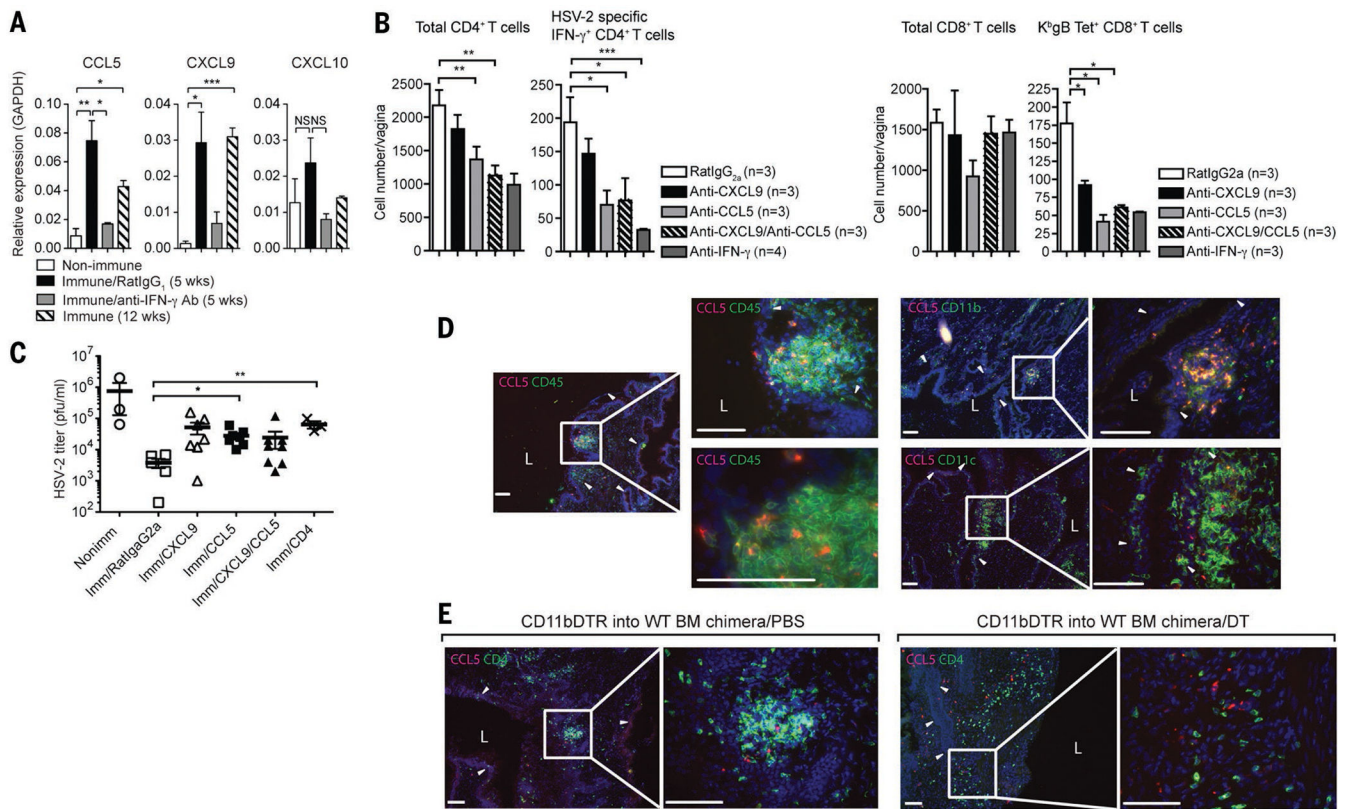 A
CCL5
CXCL9
CXCL10
Relative expression (GAPDH)
0.10
0.08
0.06
0.04
0.02
0.00
0.04
0.03
0.02
0.01
0.00
0.04
0.03
0.02
0.01
0.00
*
** *
***
*
NSNS
Non-immune
Immune/RatIgG1 (5 wks)
Immune/anti-IFN-γ Ab (5 wks)
Immune (12 wks)
B
Total CD4+ T cells
HSV-2 specific
IFN-γ+ CD4+ T cells
Total CD8+ T cells
KbgB Tet+ CD8+ T cells
Cell number/vagina
2500
2000
1500
1000
500
0
**
**
250
200
150
100
50
0
***
*
*
RatIgG2a (n=3)
Anti-CXCL9 (n=3)
Anti-CCL5 (n=3)
Anti-CXCL9/Anti-CCL5 (n=3)
Anti-IFN-γ (n=4)
Cell number/vagina
2000
1500
1000
500
0
225
200
175
150
125
100
75
50
25
0
*
*
*
RatIgG2a (n=3)
Anti-CXCL9 (n=3)
Anti-CCL5 (n=3)
Anti-CXCL9/CCL5 (n=3)
Anti-IFN-γ (n=3)
C
HSV-2 titer (pfu/ml)
10^7
10^6
10^5
10^4
10^3
10^2
**
*
Nonimm
Imm/RatIgaG2a
Imm/CXCL9
Imm/CCL5
Imm/CXCL9/CCL5
Imm/CD4
D
CCL5 CD45
L
CCL5 CD45
CCL5 CD45
CCL5 CD11b
L
L
CCL5 CD11c
L
E
CD11bDTR into WT BM chimera/PBS
CCL5 CD4
L
CD11bDTR into WT BM chimera/DT
CCL5 CD4
L